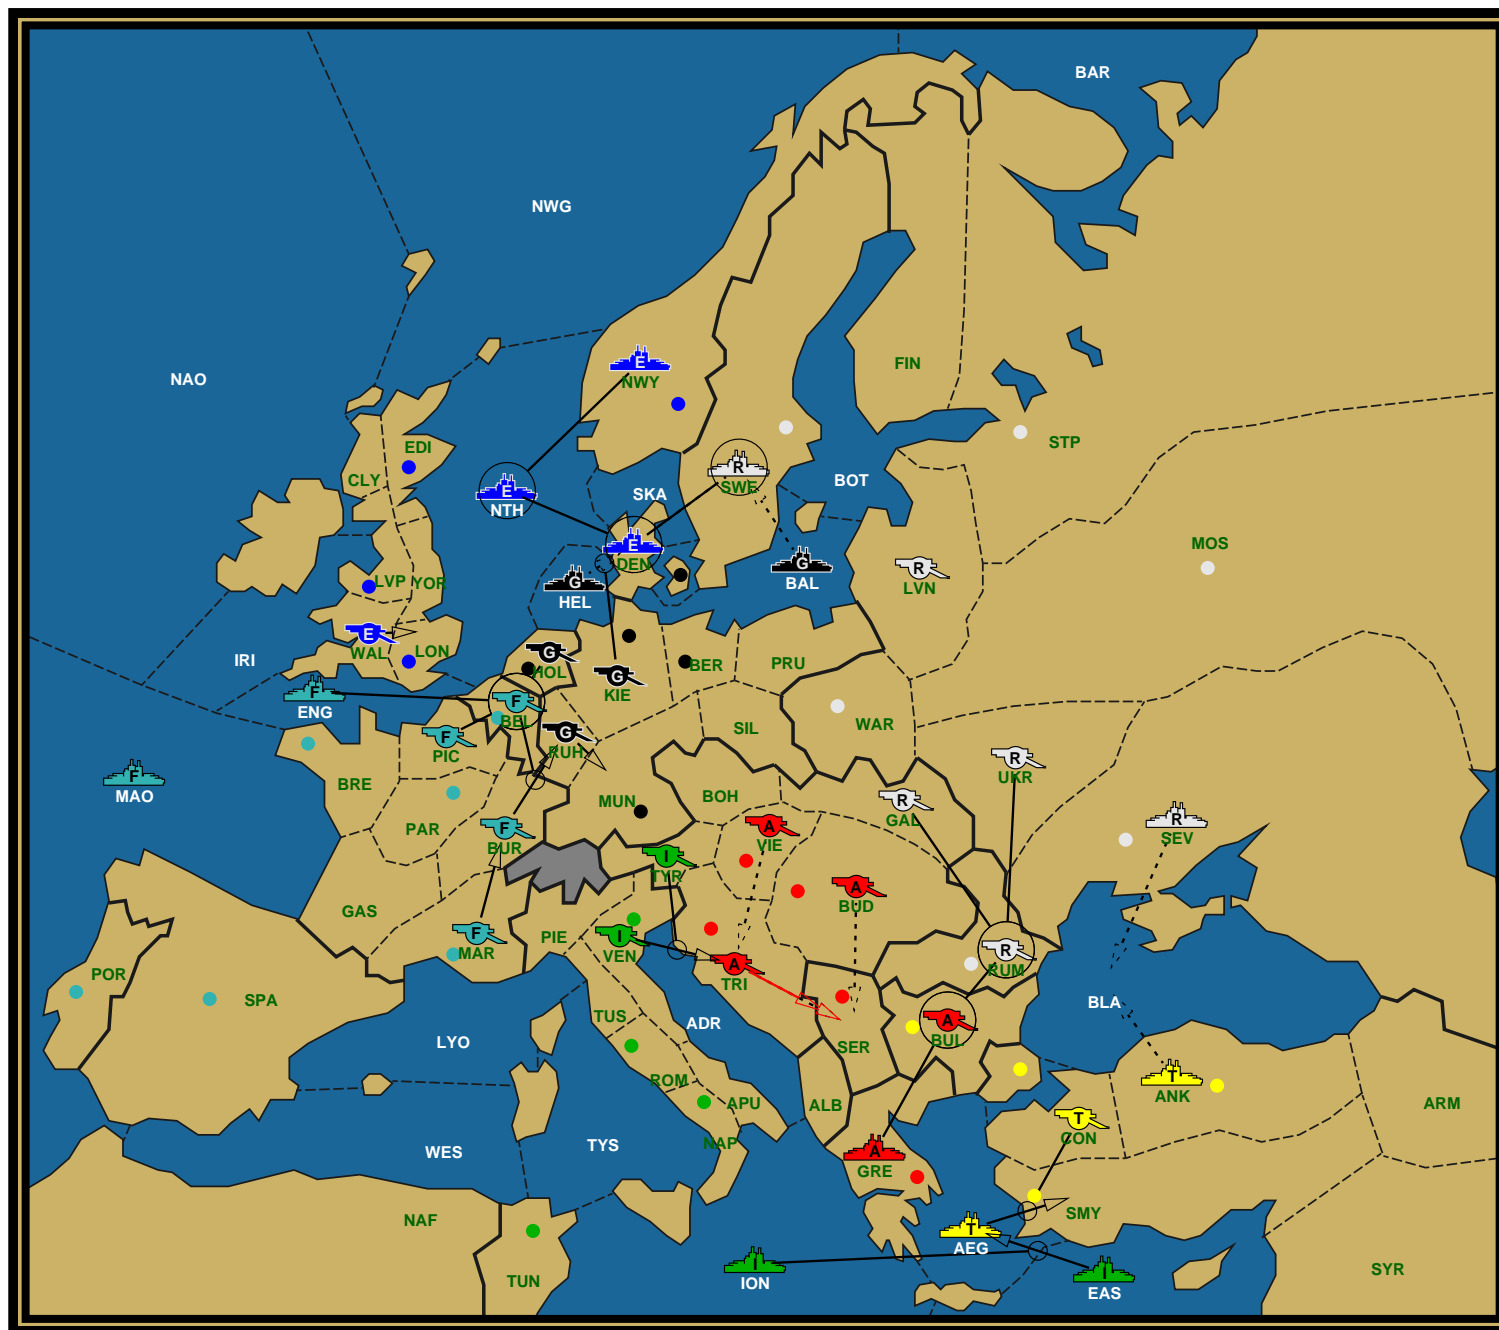 BAR
NWG
NAO
FIN
E
NWY
STP
EDI
CLY
R
SWE
BOT
SKA
E
NTH
MOS
E
DEN
G
BAL
R
LVN
G
HEL
LVP
YOR
E
WAL
LON
IRI
G
HOL
G
KIE
BER
PRU
F
ENG
F
BEL
F
PIC
G
RUH
SIL
WAR
R
UKR
F
MAO
BRE
MUN
BOH
R
GAL
R
SEV
PAR
F
BUR
A
VIE
I
TYR
A
BUD
GAS
F
MAR
PIE
I
VEN
A
TRI
R
RUM
POR
SPA
TUS
ADR
BLA
LYO
A
BUL
SER
ROM
APU
ALB
T
ANK
ARM
T
CON
WES
TYS
NAP
A
GRE
NAF
SMY
T
AEG
TUN
I
ION
I
EAS
SYR